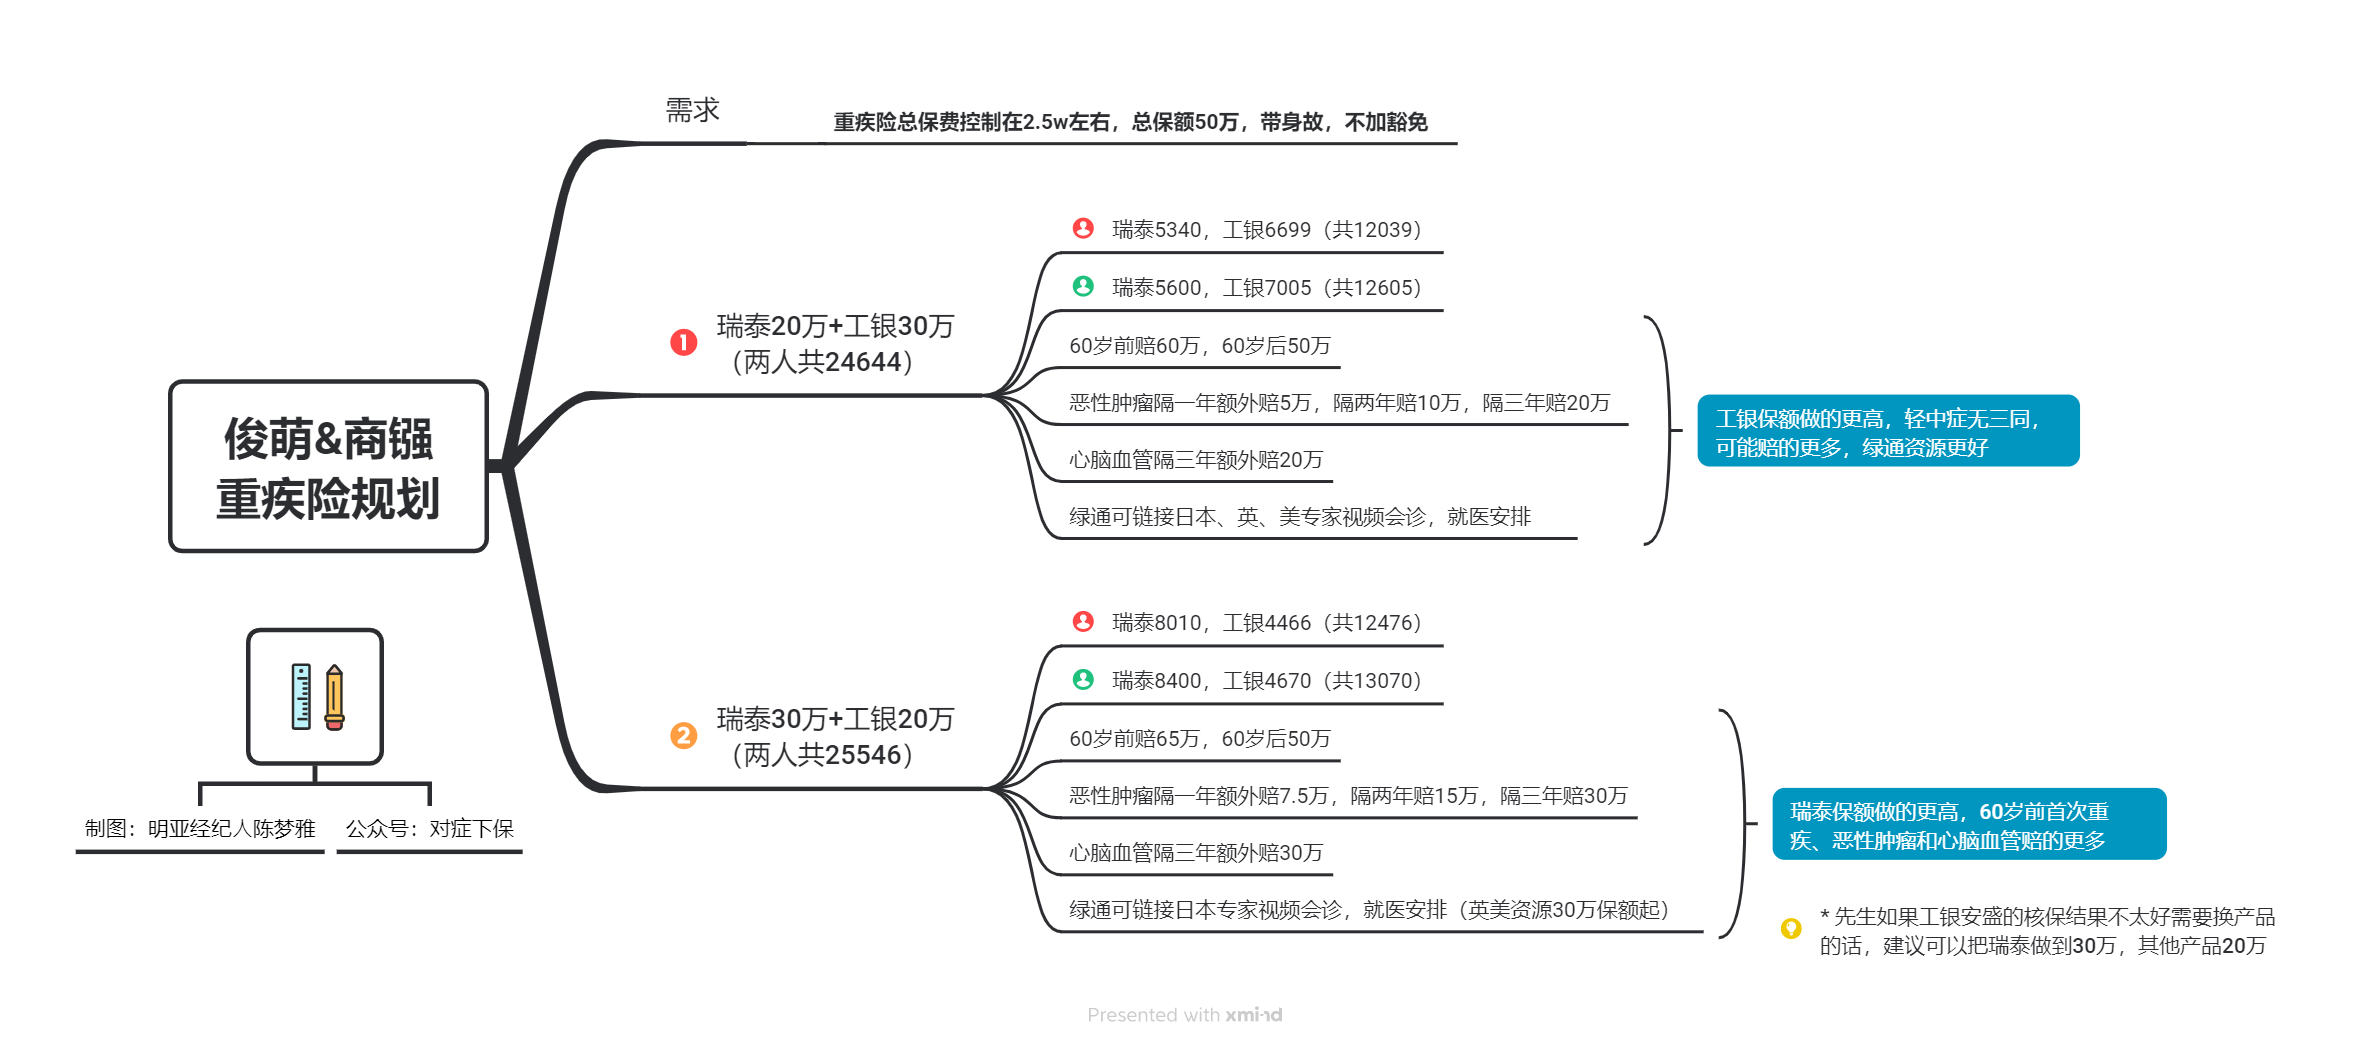 需求
重疾险总保费控制在2.5w左右，总保额50万，带身故，不加豁免
俊萌&商镪
重疾险规划
1
瑞泰20万+工银30万
（两人共24644）
瑞泰5340，工银6699（共12039）
瑞泰5600，工银7005（共12605）
60岁前赔60万，60岁后50万
恶性肿瘤隔一年额外赔5万，隔两年赔10万，隔三年赔20万
心脑血管隔三年额外赔20万
绿通可链接日本、英、美专家视频会诊，就医安排
工银保额做的更高，轻中症无三同，
可能赔的更多，绿通资源更好
2
瑞泰30万+工银20万
（两人共25546）
瑞泰8010，工银4466（共12476）
瑞泰8400，工银4670（共13070）
60岁前赔65万，60岁后50万
恶性肿瘤隔一年额外赔7.5万，隔两年赔15万，隔三年赔30万
心脑血管隔三年额外赔30万
绿通可链接日本专家视频会诊，就医安排（英美资源30万保额起）
瑞泰保额做的更高，60岁前首次重
疾、恶性肿瘤和心脑血管赔的更多
* 先生如果工银安盛的核保结果不太好需要换产品
的话，建议可以把瑞泰做到30万，其他产品20万
制图：明亚经纪人陈梦雅
公众号：对症下保
Presented with xmind